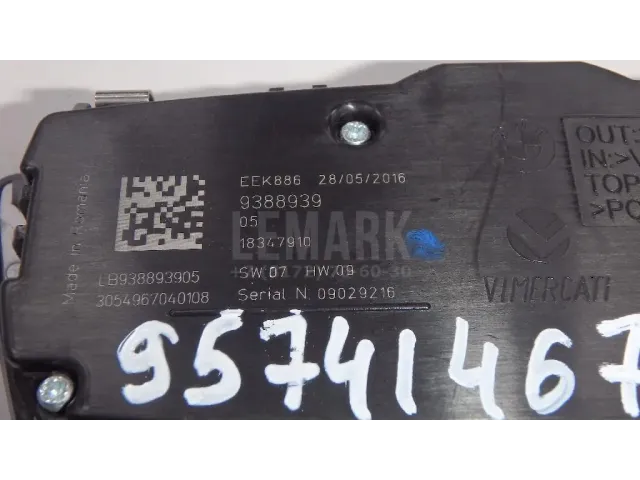 EEK886 28/05/2016
9388939
05
18347910
SW.07 HW.09
Serial N. 09029216
Made in Romania
LB938893905
3054967040108
LEMARK
VIMERCATI
OUT:
IN:>
TOP
>PC
95741467